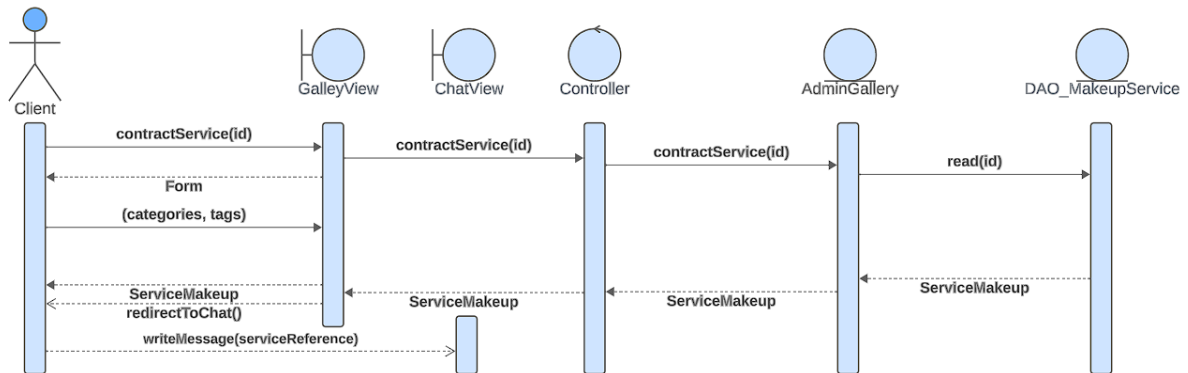 Client
GalleyView
ChatView
Controller
AdminGallery
DAO_MakeupService
contractService(id)
contractService(id)
contractService(id)
read(id)
Form
(categories, tags)
ServiceMakeup
ServiceMakeup
ServiceMakeup
ServiceMakeup
redirectToChat()
writeMessage(serviceReference)